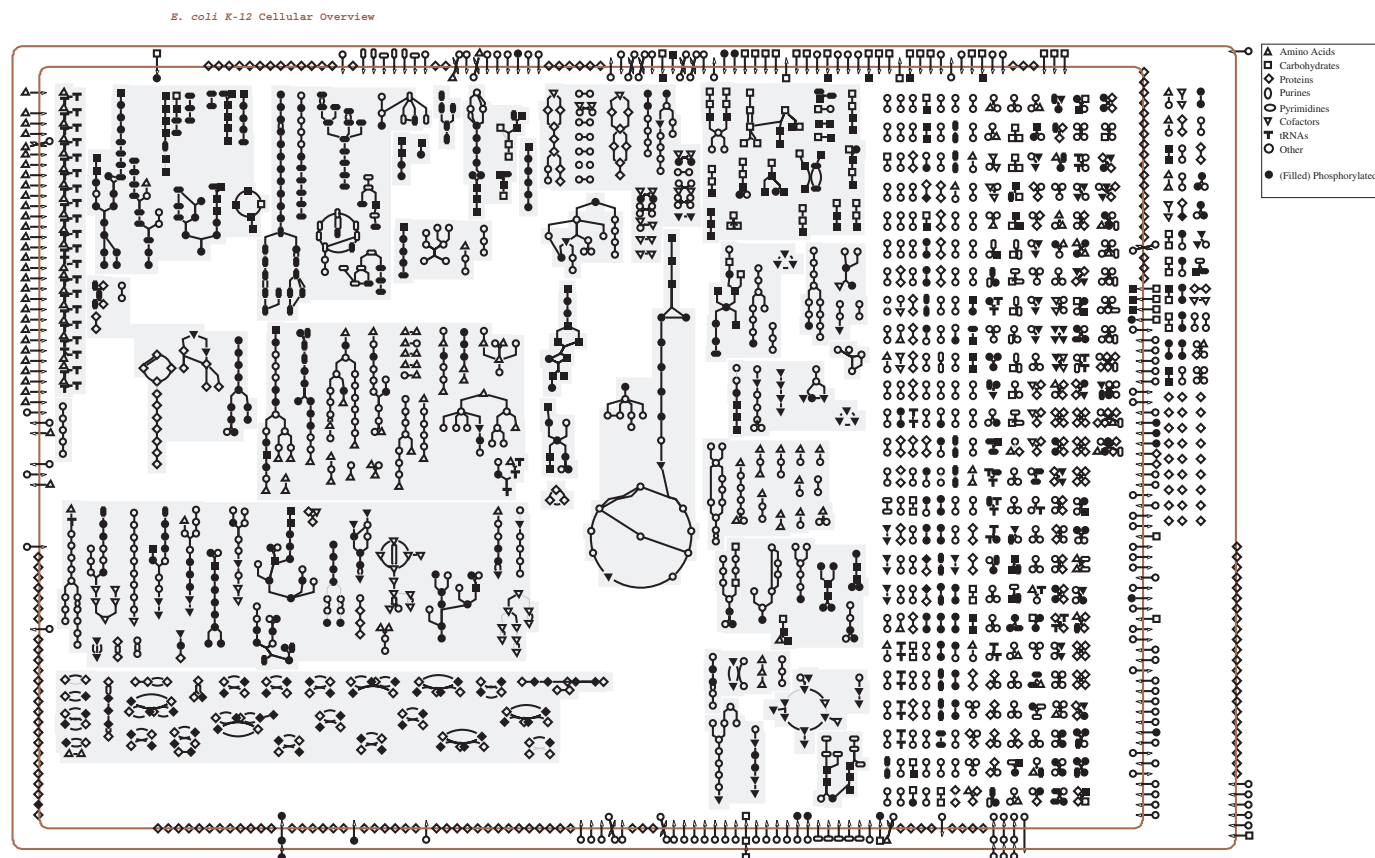 E. coli K-12 Cellular Overview
Amino Acids
Carbohydrates
Proteins
Purines
Pyrimidines
Cofactors
tRNAs
Other
(Filled) Phosphorylated